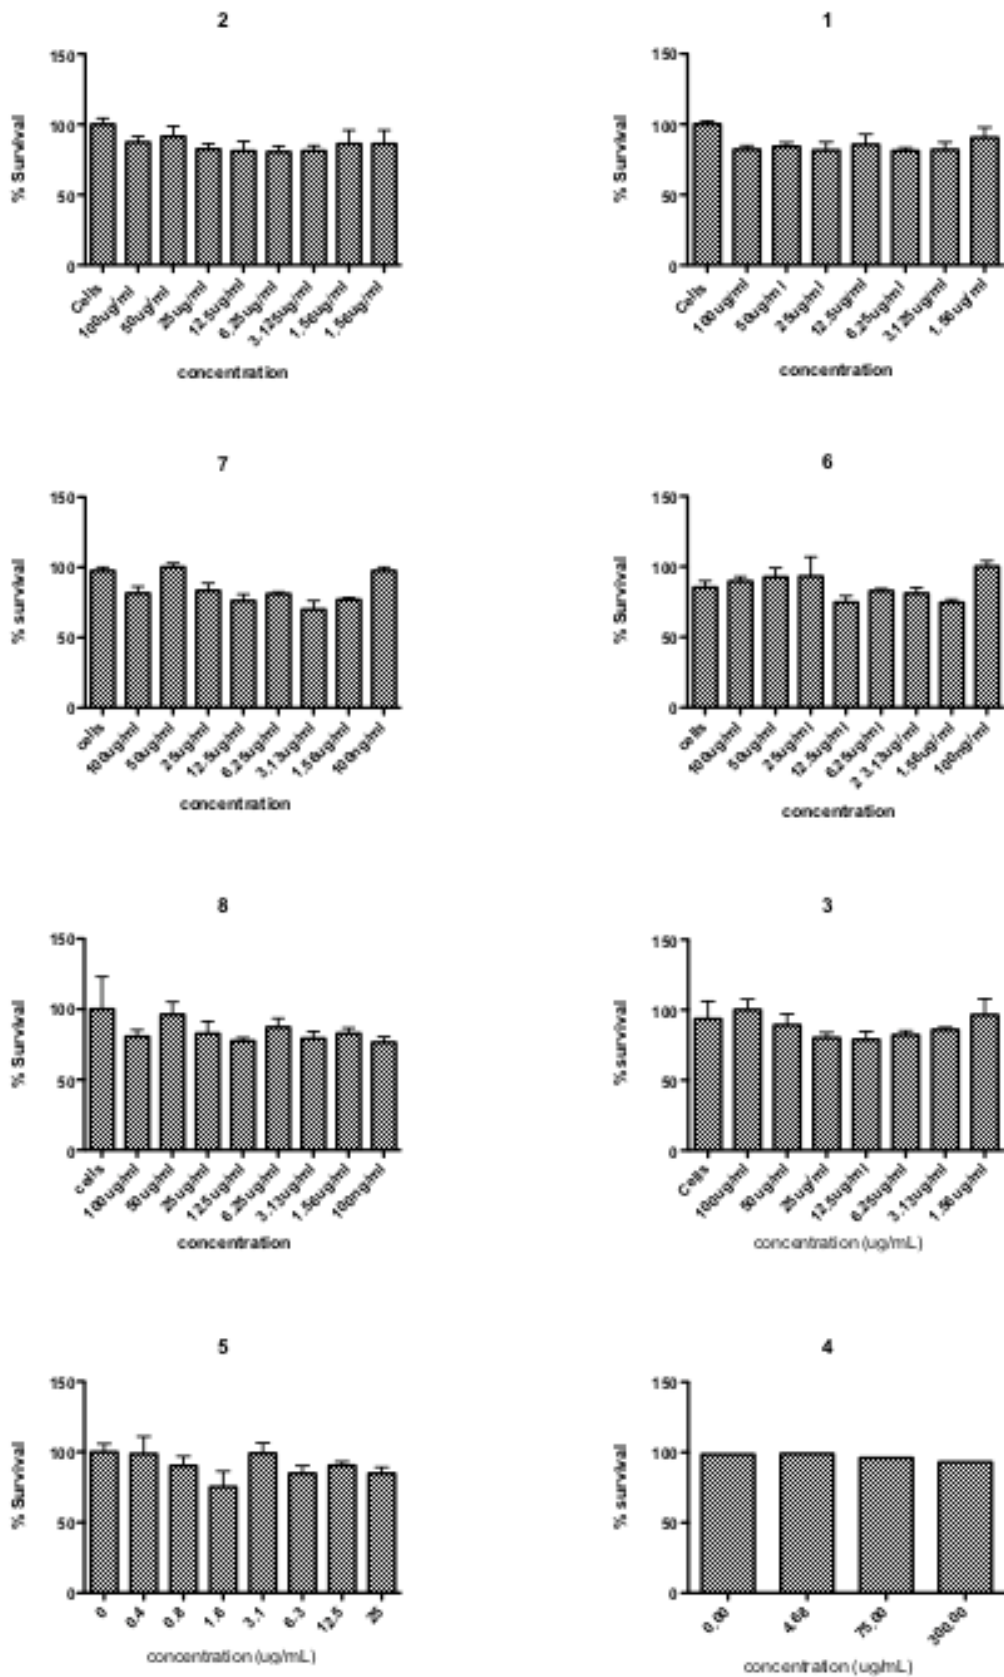 2
1
% Survival
150
100
50
0
Cells
100ug/ml
50ug/ml
25ug/ml
12.5ug/ml
6.25ug/ml
3.125ug/ml
1.56ug/ml
1.56ug/ml
concentration
% Survival
150
100
50
0
Cells
100ug/ml
50ug/ml
25ug/ml
12.5ug/ml
6.25ug/ml
3.125ug/ml
1.56ug/ml
concentration
7
6
% survival
150
100
50
0
cells
100ug/ml
50ug/ml
25ug/ml
12.5ug/ml
6.25ug/ml
3.13ug/ml
1.56ug/ml
100ng/ml
concentration
% Survival
150
100
50
0
cells
100ug/ml
50ug/ml
25ug/ml
12.5ug/ml
6.25ug/ml
2 3.13ug/ml
1.56ug/ml
100ng/ml
concentration
8
3
% Survival
150
100
50
0
cells
100ug/ml
50ug/ml
25ug/ml
12.5ug/ml
6.25ug/ml
3.13ug/ml
1.56ug/ml
100ng/ml
concentration
% survival
150
100
50
0
Cells
100ug/ml
50ug/ml
25ug/ml
12.5ug/ml
6.25ug/ml
3.13ug/ml
1.56ug/ml
concentration (ug/mL)
5
4
% Survival
150
100
50
0
0
0.4
0.8
1.6
3.1
6.3
12.5
25
concentration (ug/mL)
% survival
150
100
50
0
0.00
4.68
75.00
300.00
concentration (ug/mL)